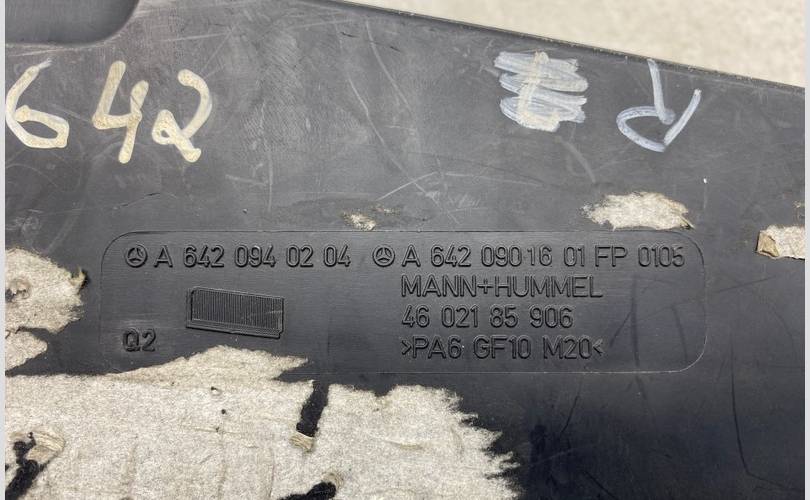 642 R
A 642 094 02 04 A 642 090 16 01 FP 0105
MANN+HUMMEL
46 021 85 906
Q2 >PA6 GF10 M20<